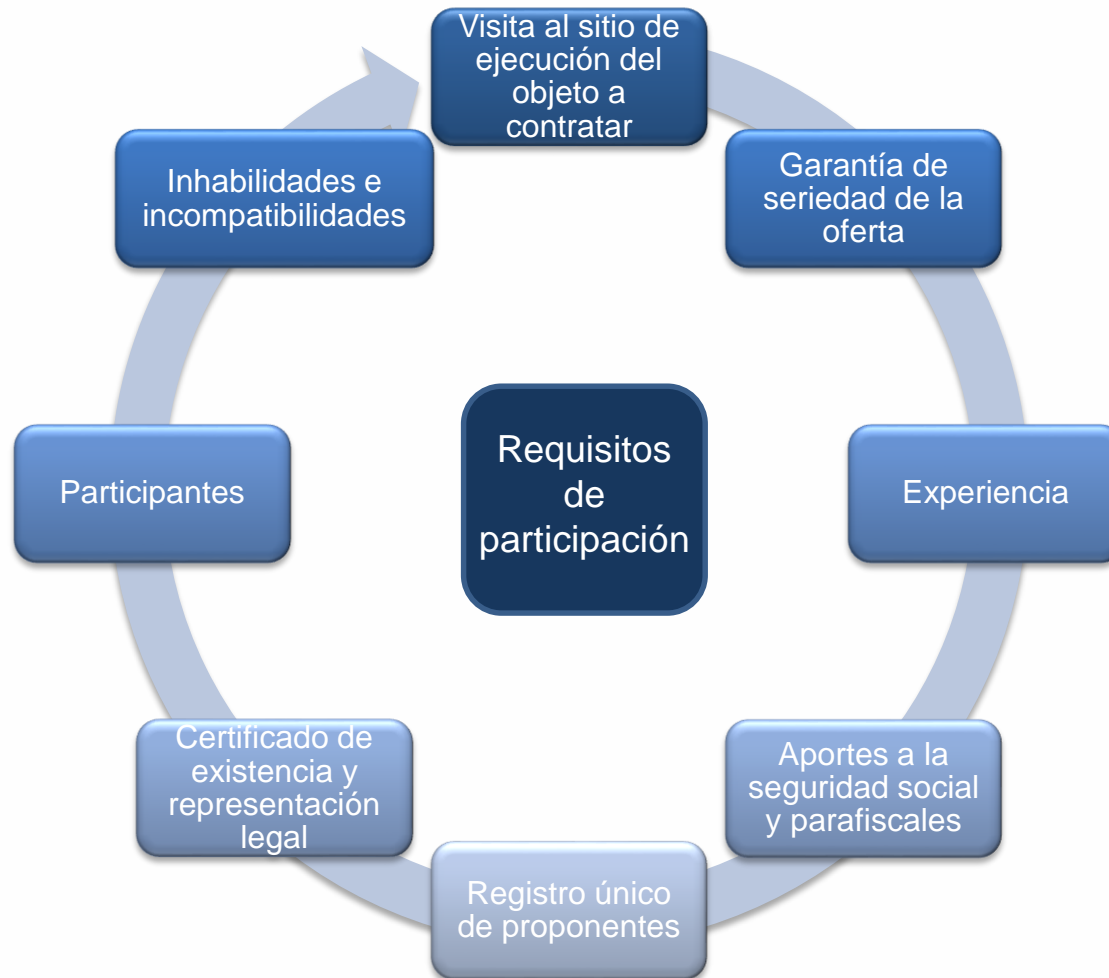 Visita al sitio de
ejecución del
objeto a
contratar
Garantía de
seriedad de la
oferta
Experiencia
Aportes a la
seguridad social
y parafiscales
Registro único
de proponentes
Certificado de
existencia y
representación
legal
Participantes
Inhabilidades e
incompatibilidades
Requisitos
de
participación